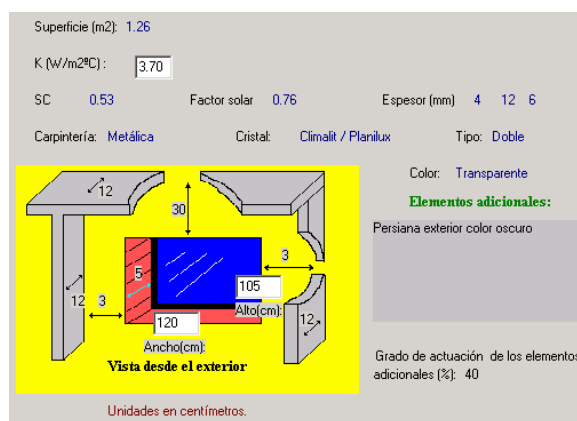 Superficie (m2): 1.26
K (W/m2ºC) : 3.70
SC 0.53 Factor solar 0.76 Espesor (mm) 4 12 6
Carpintería: Metálica Cristal: Climalit / Planilux Tipo: Doble
Color: Transparente
Elementos adicionales:
Persiana exterior color oscuro
12
30
3
5
105
Alto(cm):
12 3
120
12
Ancho(cm):
Vista desde el exterior
Grado de actuación de los elementos
adicionales (%): 40
Unidades en centímetros.